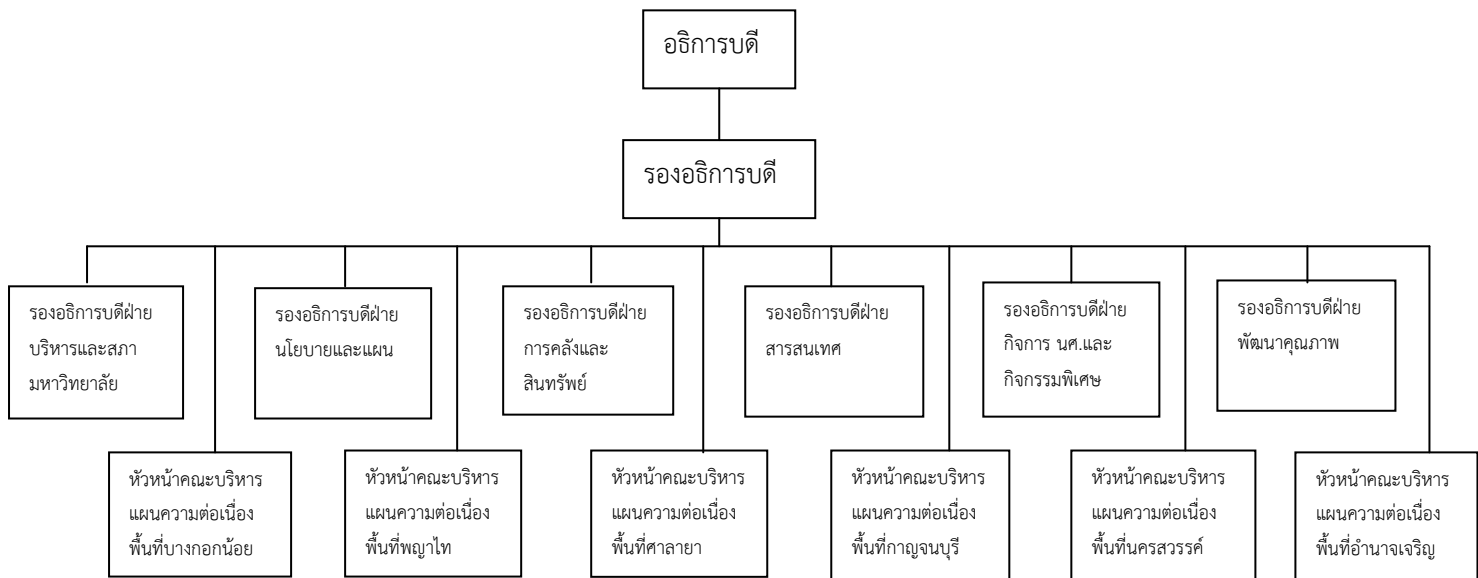 อธิการบดี
รองอธิการบดี
รองอธิการบดีฝ่าย
บริหารและสภา
มหาวิทยาลัย
รองอธิการบดีฝ่าย
นโยบายและแผน
รองอธิการบดีฝ่าย
การคลังและ
สินทรัพย์
รองอธิการบดีฝ่าย
สารสนเทศ
รองอธิการบดีฝ่าย
กิจการ นศ.และ
กิจกรรมพิเศษ
รองอธิการบดีฝ่าย
พัฒนาคุณภาพ
หัวหน้าคณะบริหาร
แผนความต่อเนื่อง
พื้นที่บางกอกน้อย
หัวหน้าคณะบริหาร
แผนความต่อเนื่อง
พื้นที่พญาไท
หัวหน้าคณะบริหาร
แผนความต่อเนื่อง
พื้นที่ศาลายา
หัวหน้าคณะบริหาร
แผนความต่อเนื่อง
พื้นที่กาญจนบุรี
หัวหน้าคณะบริหาร
แผนความต่อเนื่อง
พื้นที่นครสวรรค์
หัวหน้าคณะบริหาร
แผนความต่อเนื่อง
พื้นที่อำนาจเจริญ